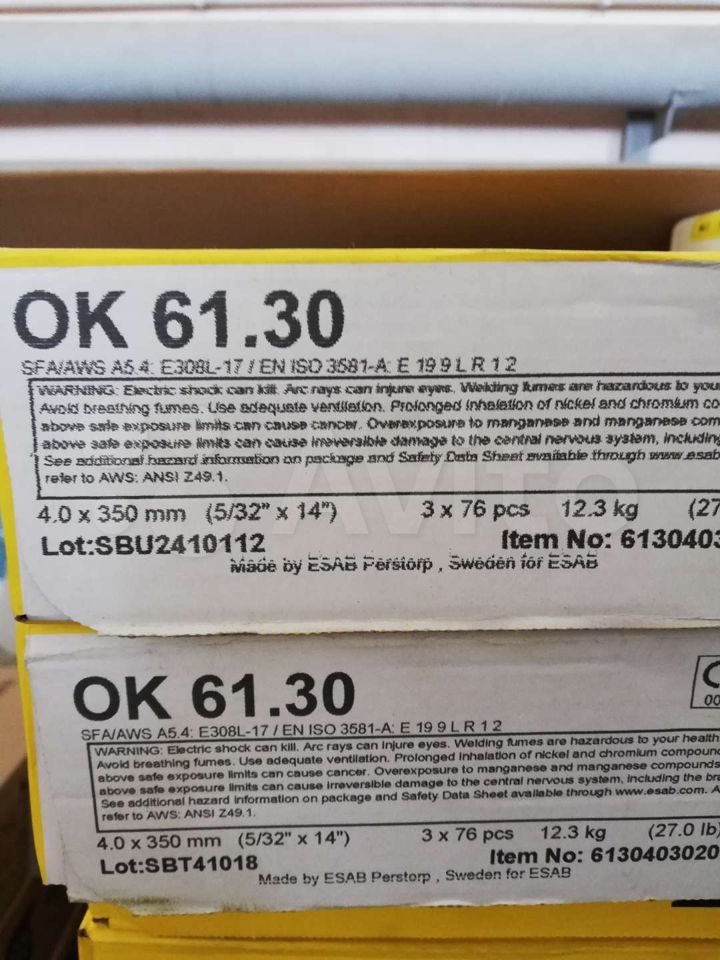 OK 61.30
SFA/AWS A5.4: E308L-17 / EN ISO 3581-A: E 19 9 L R 1 2
WARNING: Electric shock can kill. Arc rays can injure eyes. Welding fumes are hazardous to you
Avoid breathing fumes. Use adequate ventilation. Prolonged inhalation of nickel and chromium co
above safe exposure limits can cause cancer. Overexposure to manganese and manganese com
above safe exposure limits can cause irreversible damage to the central nervous system, including
See additional hazard information on package and Safety Data Sheet available through www.esab
refer to AWS: ANSI Z49.1.
4.0 x 350 mm (5/32" x 14") 3 x 76 pcs 12.3 kg (27
Lot:SBU2410112 Item No: 6130403
Made by ESAB Perstorp , Sweden for ESAB
AVITO
OK 61.30
SFA/AWS A5.4: E308L-17 / EN ISO 3581-A: E 19 9 L R 1 2
WARNING: Electric shock can kill. Arc rays can injure eyes. Welding fumes are hazardous to your health
Avoid breathing fumes. Use adequate ventilation. Prolonged inhalation of nickel and chromium compoun
above safe exposure limits can cause cancer. Overexposure to manganese and manganese compounds
above safe exposure limits can cause irreversible damage to the central nervous system, including the br
See additional hazard information on package and Safety Data Sheet available through www.esab.com. A
refer to AWS: ANSI Z49.1.
4.0 x 350 mm (5/32" x 14") 3 x 76 pcs 12.3 kg (27.0 lb)
Lot:SBT41018 Item No: 6130403020
Made by ESAB Perstorp , Sweden for ESAB